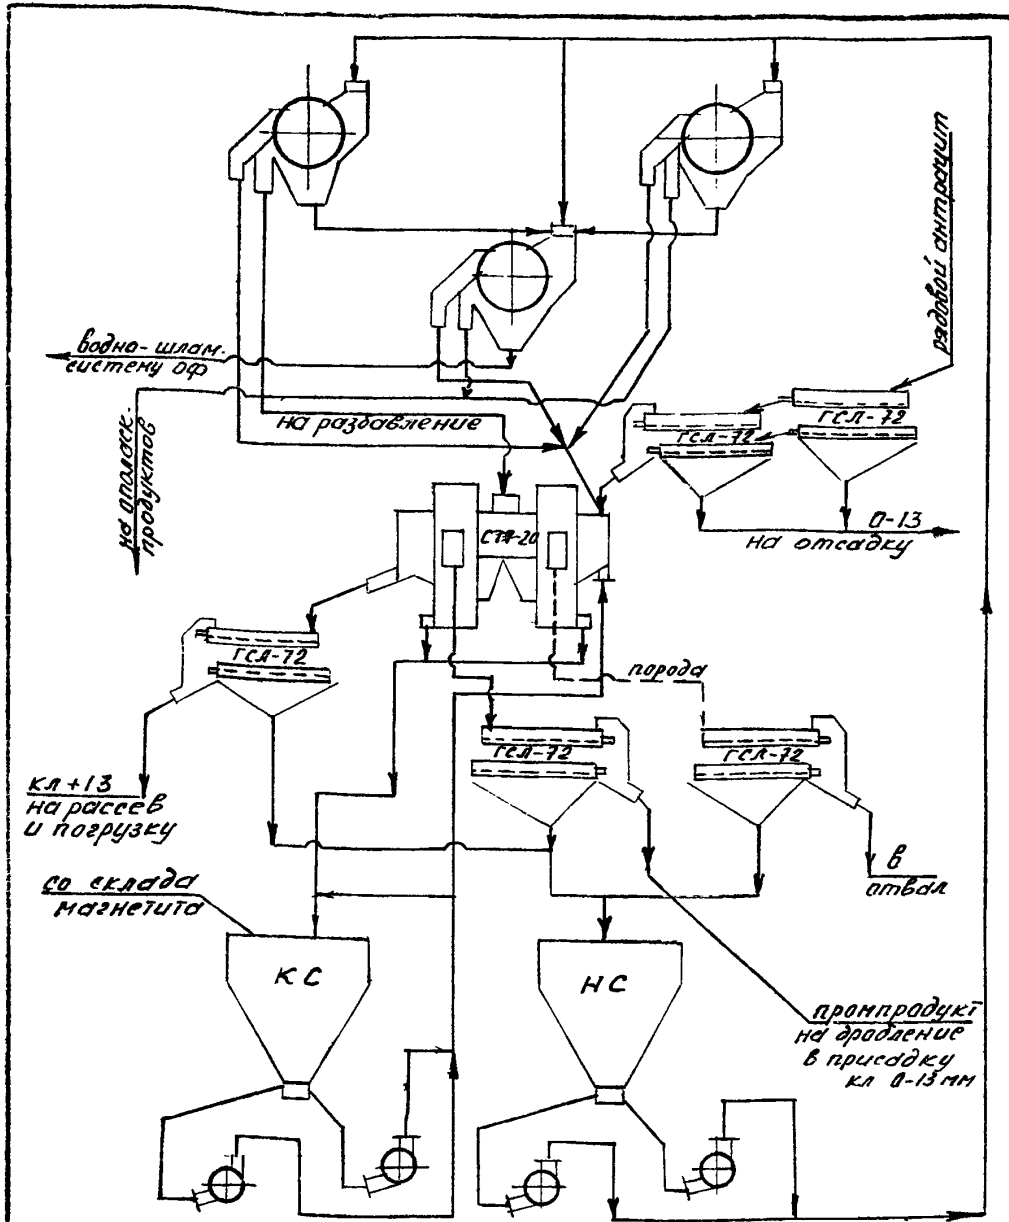 рядовой антрацит
водно-шлам.
систему ОФ
на разбавление
на ополаск.
продуктов
ГСЛ-72
ГСЛ-72
0-13
на отсадку
СТТ-20
ГСЛ-72
порода
ГСЛ-72
ГСЛ-72
кл +13
на рассев
и погрузку
в
отвал
со склада
магнетита
КС
НС
промпродукт
на дробление
в присадку
кл 0-13 мм